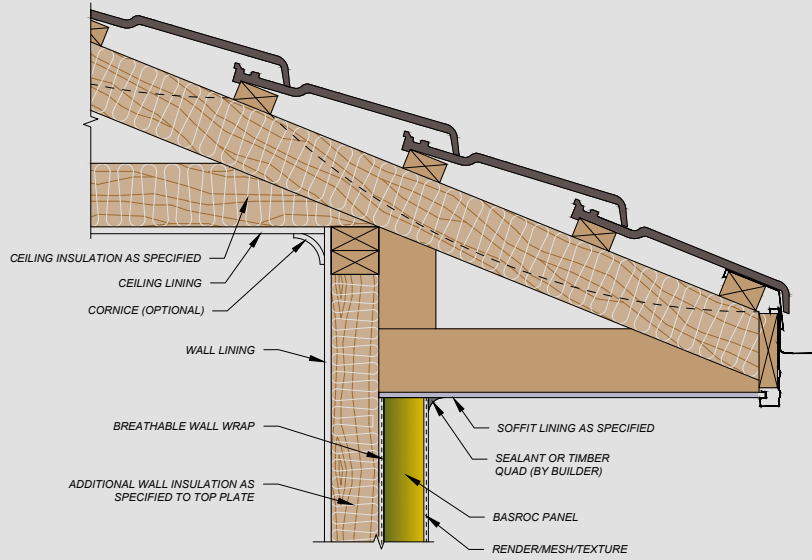 CEILING INSULATION AS SPECIFIED
CEILING LINING
CORNICE (OPTIONAL)
WALL LINING
BREATHABLE WALL WRAP
ADDITIONAL WALL INSULATION AS
SPECIFIED TO TOP PLATE
SOFFIT LINING AS SPECIFIED
SEALANT OR TIMBER
QUAD (BY BUILDER)
BASROC PANEL
RENDER/MESH/TEXTURE